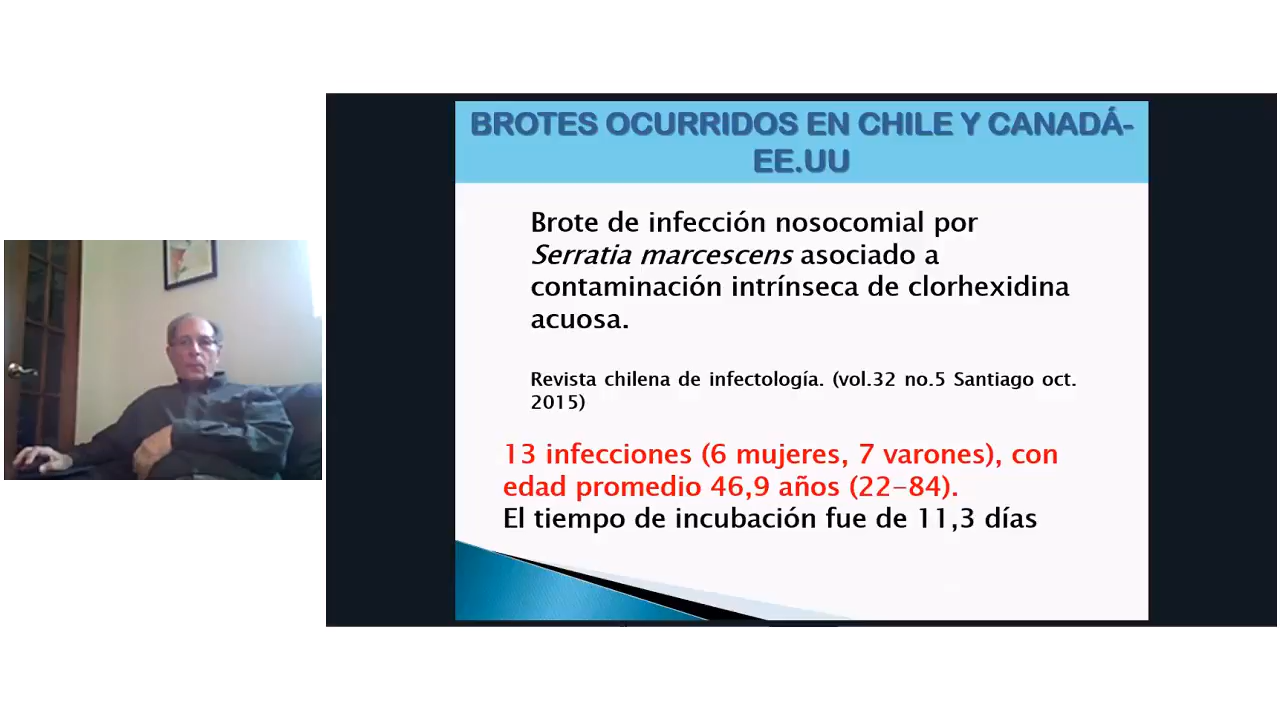 BROTES OCURRIDOS EN CHILE Y CANADÁ-
EE.UU
Brote de infección nosocomial por
Serratia marcescens asociado a
contaminación intrínseca de clorhexidina
acuosa.
Revista chilena de infectología. (vol.32 no.5 Santiago oct.
2015)
13 infecciones (6 mujeres, 7 varones), con
edad promedio 46,9 años (22-84).
El tiempo de incubación fue de 11,3 días